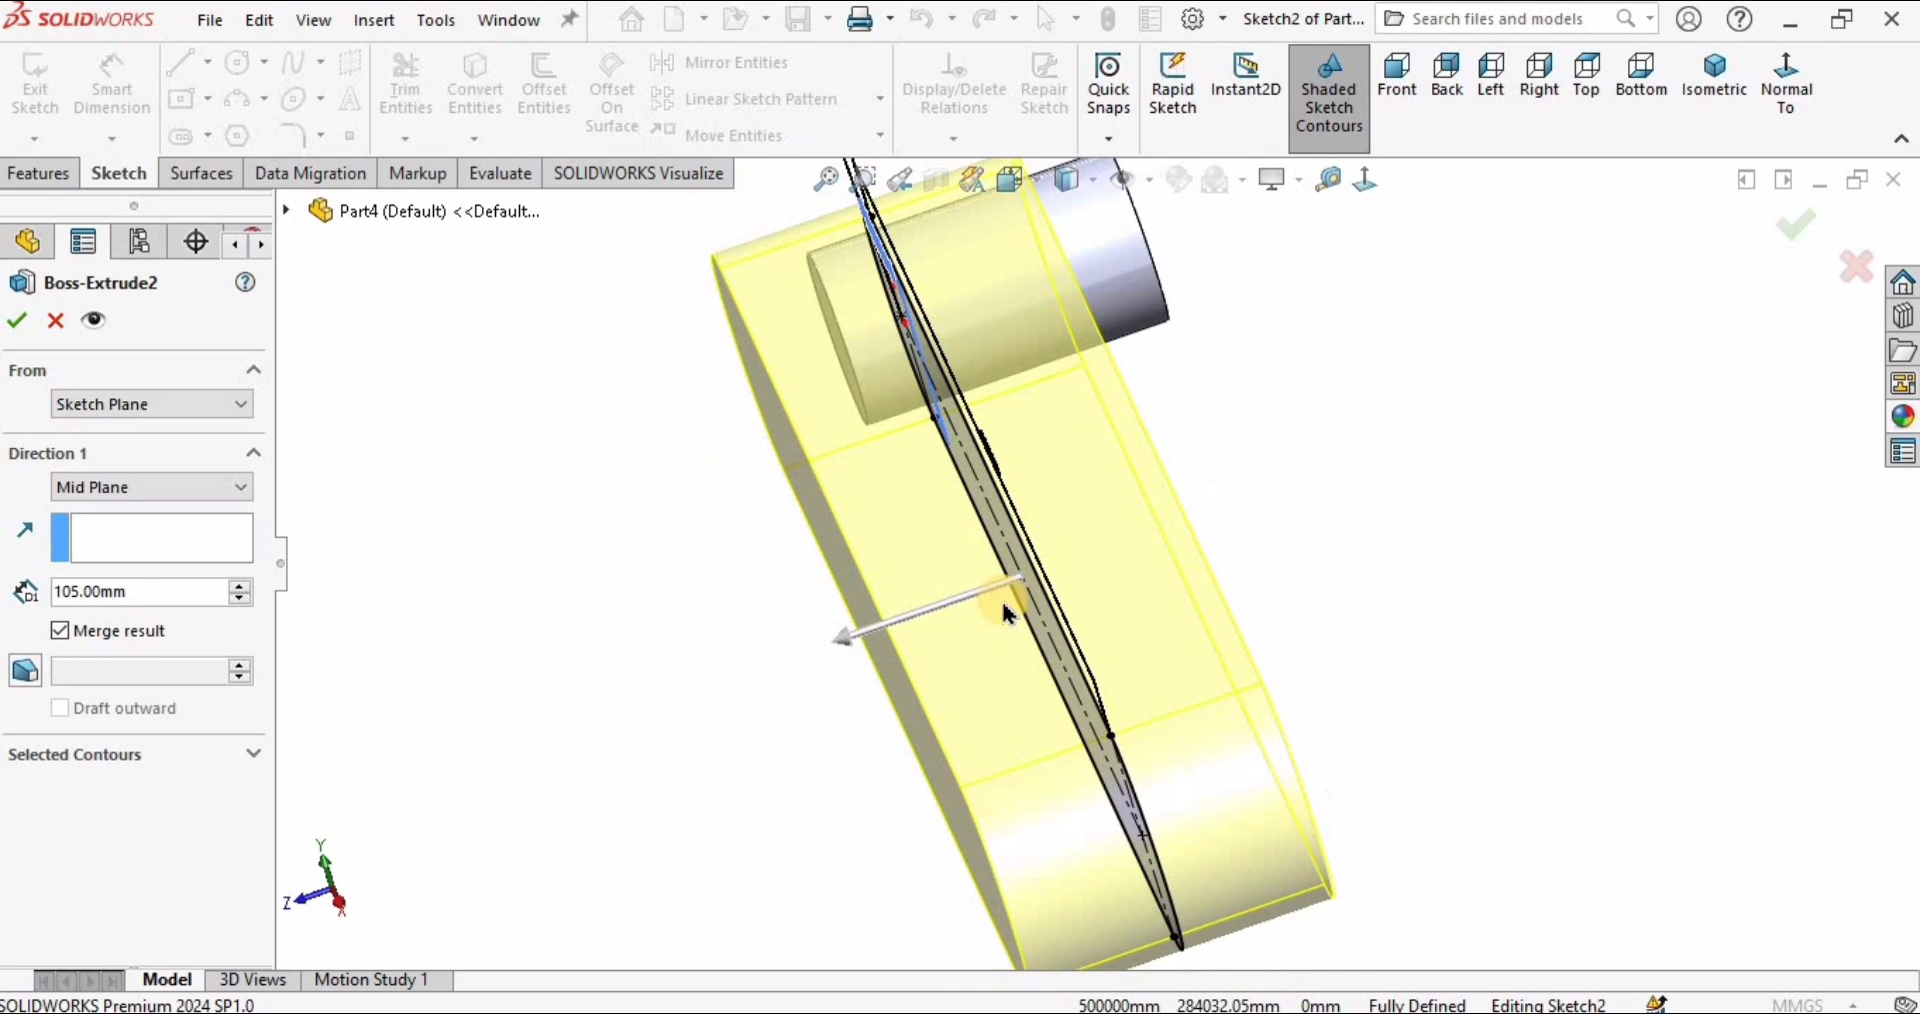 SOLIDWORKS File Edit View Insert Tools Window Sketch2 of Part... Search files and models
Exit Sketch
Smart Dimension
Trim Entities
Convert Entities
Offset Entities
Offset On Surface
Mirror Entities
Linear Sketch Pattern
Move Entities
Display/Delete Relations
Repair Sketch
Quick Snaps
Rapid Sketch
Instant2D
Shaded Sketch Contours
Front Back Left Right Top Bottom Isometric Normal To
Features Sketch Surfaces Data Migration Markup Evaluate SOLIDWORKS Visualize
Part4 (Default) <<Default...
Boss-Extrude2
From
Sketch Plane
Direction 1
Mid Plane
D1 105.00mm
Merge result
Draft outward
Selected Contours
Y
Z
X
Model 3D Views Motion Study 1
SOLIDWORKS Premium 2024 SP1.0 500000mm 284032.05mm 0mm Fully Defined Editing Sketch2 MMGS